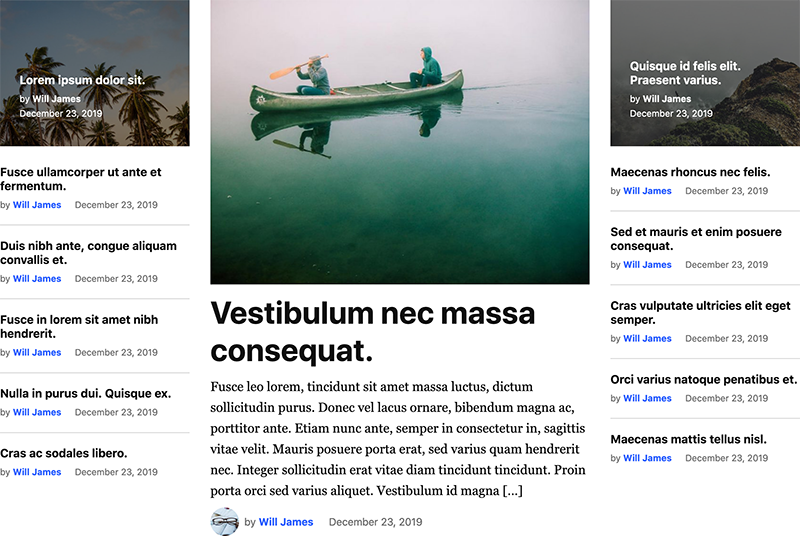 Lorem ipsum dolor sit.
by Will James
December 23, 2019
Fusce ullamcorper ut ante et
fermentum.
by Will James December 23, 2019
Duis nibh ante, congue aliquam
convallis et.
by Will James December 23, 2019
Fusce in lorem sit amet nibh
hendrerit.
by Will James December 23, 2019
Nulla in purus dui. Quisque ex.
by Will James December 23, 2019
Cras ac sodales libero.
by Will James December 23, 2019
Vestibulum nec massa
consequat.
Fusce leo lorem, tincidunt sit amet massa luctus, dictum
sollicitudin purus. Donec vel lacus ornare, bibendum magna ac,
porttitor ante. Etiam nunc ante, semper in consectetur in, sagittis
vitae velit. Mauris posuere porta erat, sed varius quam hendrerit
nec. Integer sollicitudin erat vitae diam tincidunt tincidunt. Proin
porta orci sed varius aliquet. Vestibulum id magna [...]
by Will James December 23, 2019
Quisque id felis elit.
Praesent varius.
by Will James
December 23, 2019
Maecenas rhoncus nec felis.
by Will James December 23, 2019
Sed et mauris et enim posuere
consequat.
by Will James December 23, 2019
Cras vulputate ultricies elit eget
semper.
by Will James December 23, 2019
Orci varius natoque penatibus et.
by Will James December 23, 2019
Maecenas mattis tellus nisl.
by Will James December 23, 2019